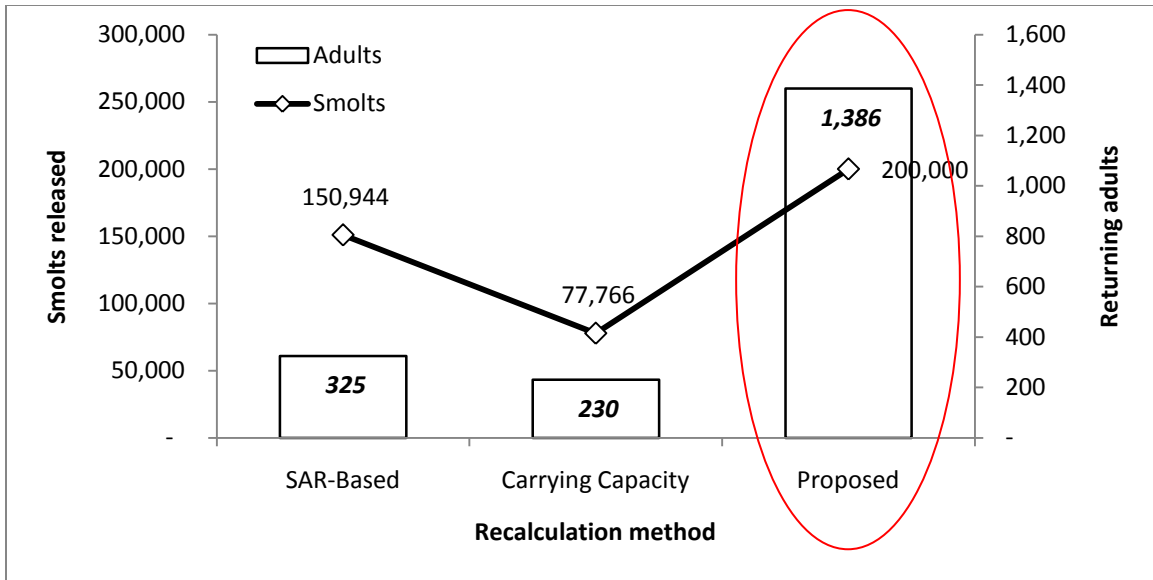 300,000
250,000
200,000
150,000
100,000
50,000
-
Smolts released
Adults
Smolts
150,944
77,766
200,000
325
230
1,386
1,600
1,400
1,200
1,000
800
600
400
200
-
Returning adults
SAR-Based
Carrying Capacity
Proposed
Recalculation method